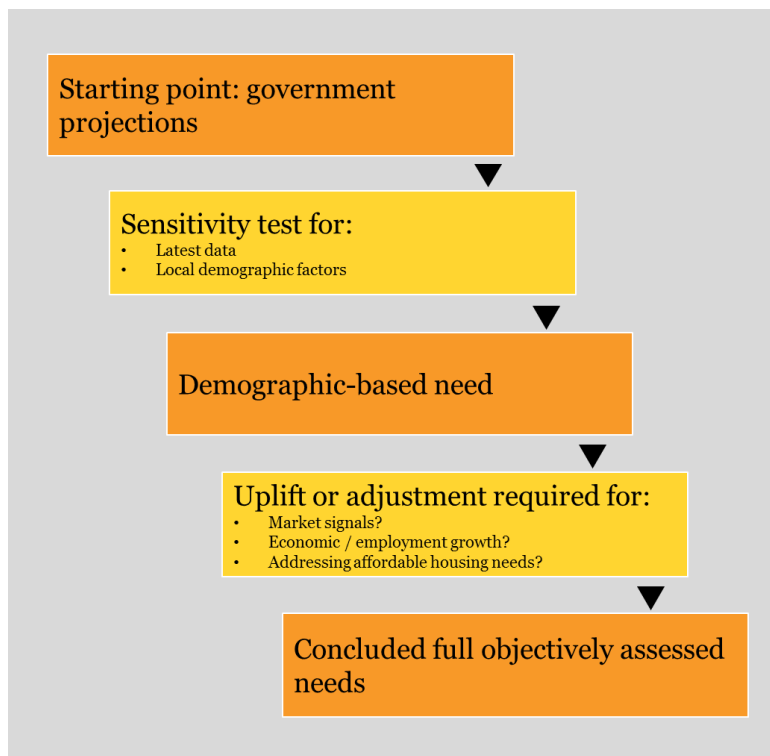 Starting point: government
projections
Sensitivity test for:
• Latest data
• Local demographic factors
Demographic-based need
Uplift or adjustment required for:
• Market signals?
• Economic / employment growth?
• Addressing affordable housing needs?
Concluded full objectively assessed
needs